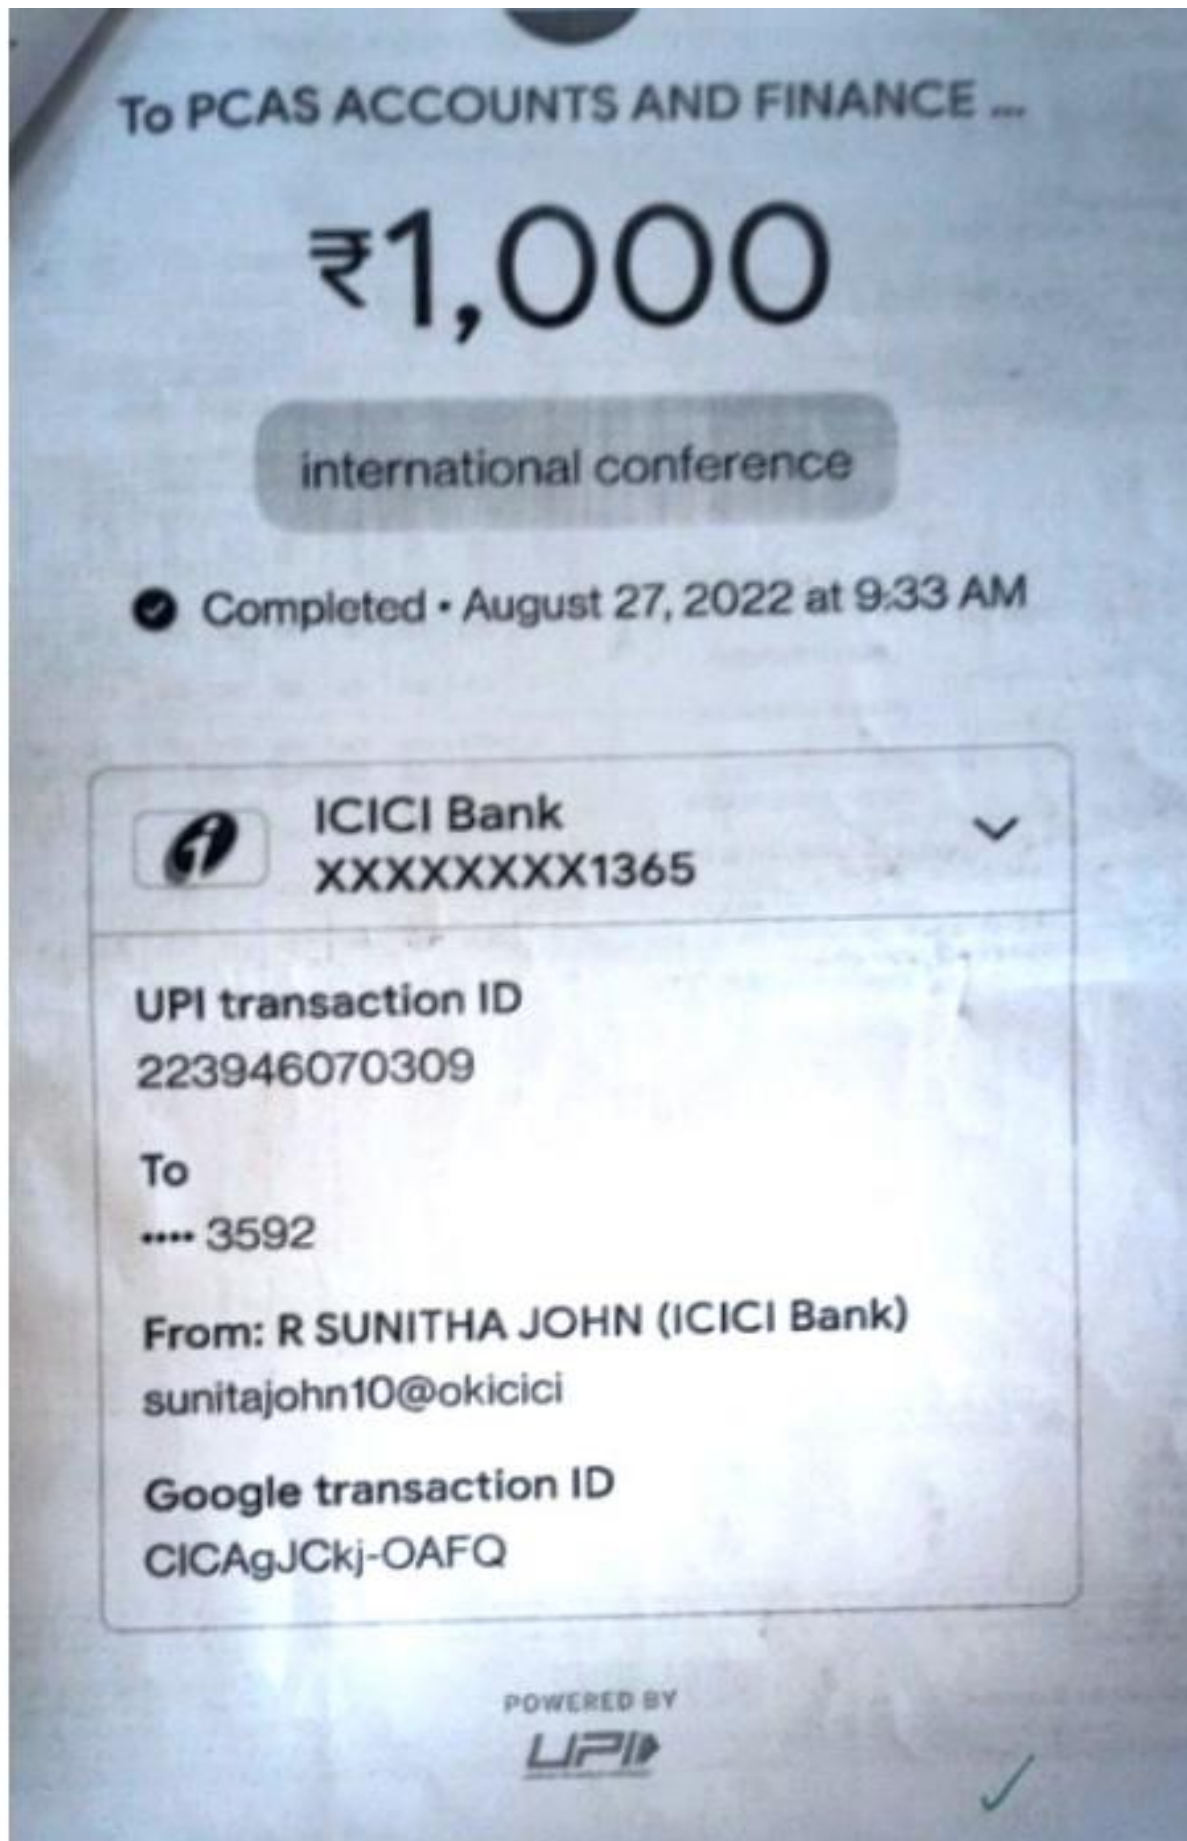 To PCAS ACCOUNTS AND FINANCE ...
₹1,000
international conference
Completed • August 27, 2022 at 9:33 AM
ICICI Bank
XXXXXXXX1365
UPI transaction ID
223946070309
To
•••• 3592
From: R SUNITHA JOHN (ICICI Bank)
sunitajohn10@okicici
Google transaction ID
CICAgJCkj-OAFQ
POWERED BY
UPI